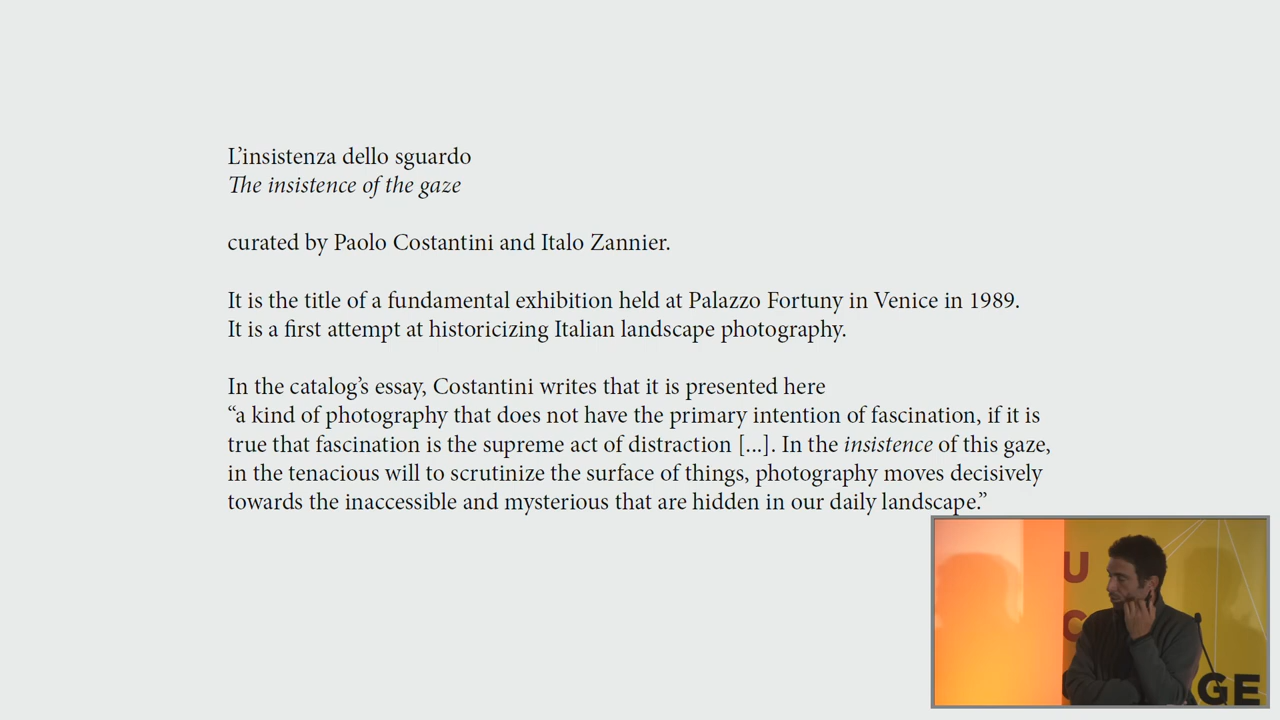 L’insistenza dello sguardo
The insistence of the gaze
curated by Paolo Costantini and Italo Zannier.
It is the title of a fundamental exhibition held at Palazzo Fortuny in Venice in 1989.
It is a first attempt at historicizing Italian landscape photography.
In the catalog’s essay, Costantini writes that it is presented here
“a kind of photography that does not have the primary intention of fascination, if it is
true that fascination is the supreme act of distraction [...]. In the insistence of this gaze,
in the tenacious will to scrutinize the surface of things, photography moves decisively
towards the inaccessible and mysterious that are hidden in our daily landscape.”
U
C
AGE